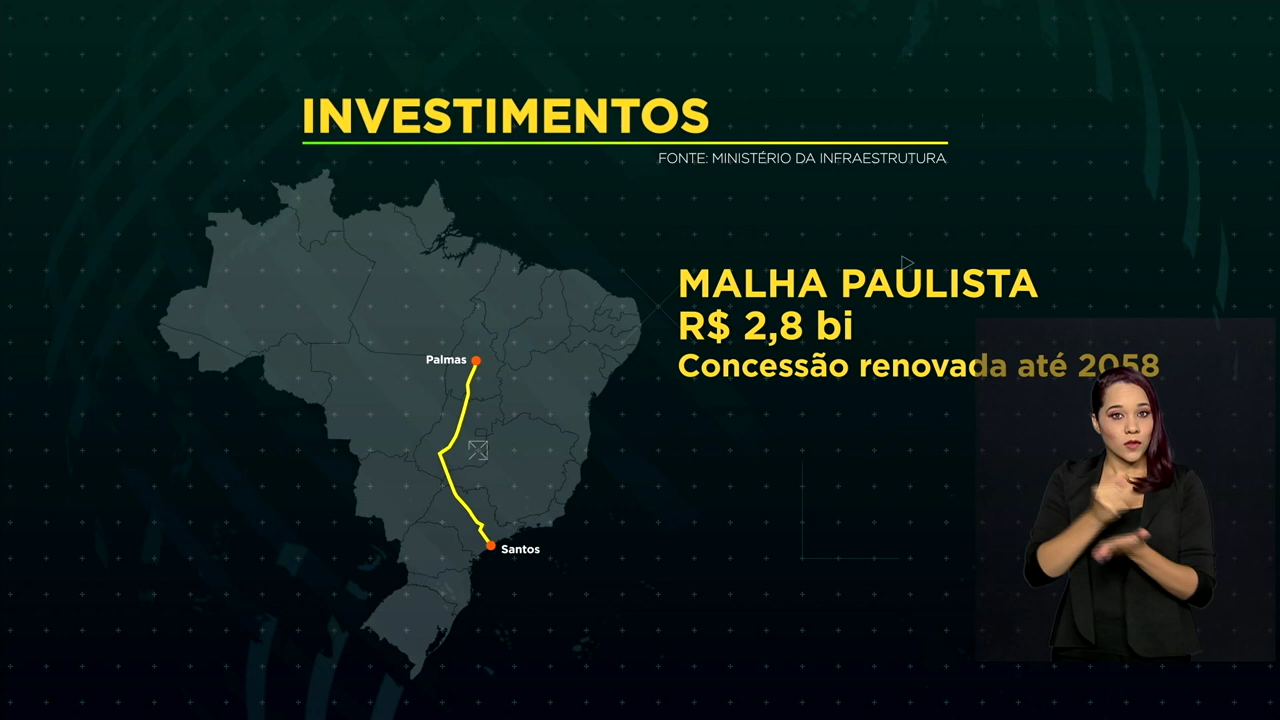 INVESTIMENTOS
FONTE: MINISTÉRIO DA INFRAESTRUTURA
MALHA PAULISTA
R$ 2,8 bi
Concessão renovada até 2058
Palmas
Santos